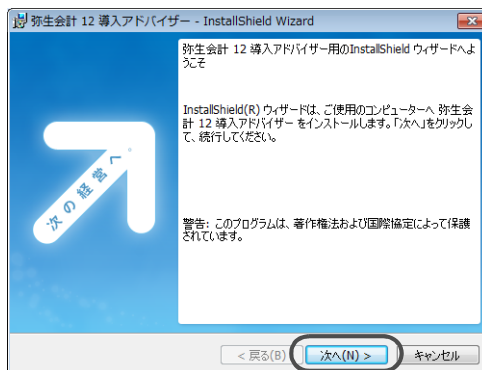 弥生会計 12 導入アドバイザー - InstallShield Wizard
弥生会計 12 導入アドバイザー用のInstallShield ウィザードへよ
うこそ
InstallShield(R) ウィザードは、ご使用のコンピューターへ 弥生会
計 12 導入アドバイザー をインストールします。「次へ」をクリックし
て、続行してください。
次の経営へ。
警告: このプログラムは、著作権法および国際協定によって保護
されています。
< 戻る(B)
次へ(N) >
キャンセル